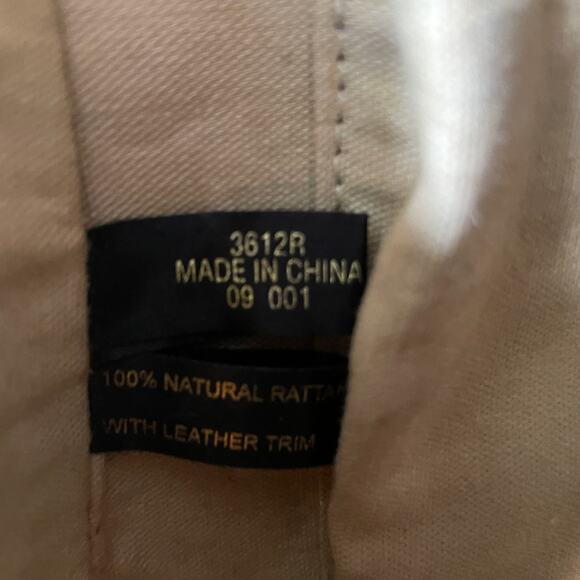 3612R
MADE IN CHINA
09 001
100% NATURAL RATTAN
WITH LEATHER TRIM